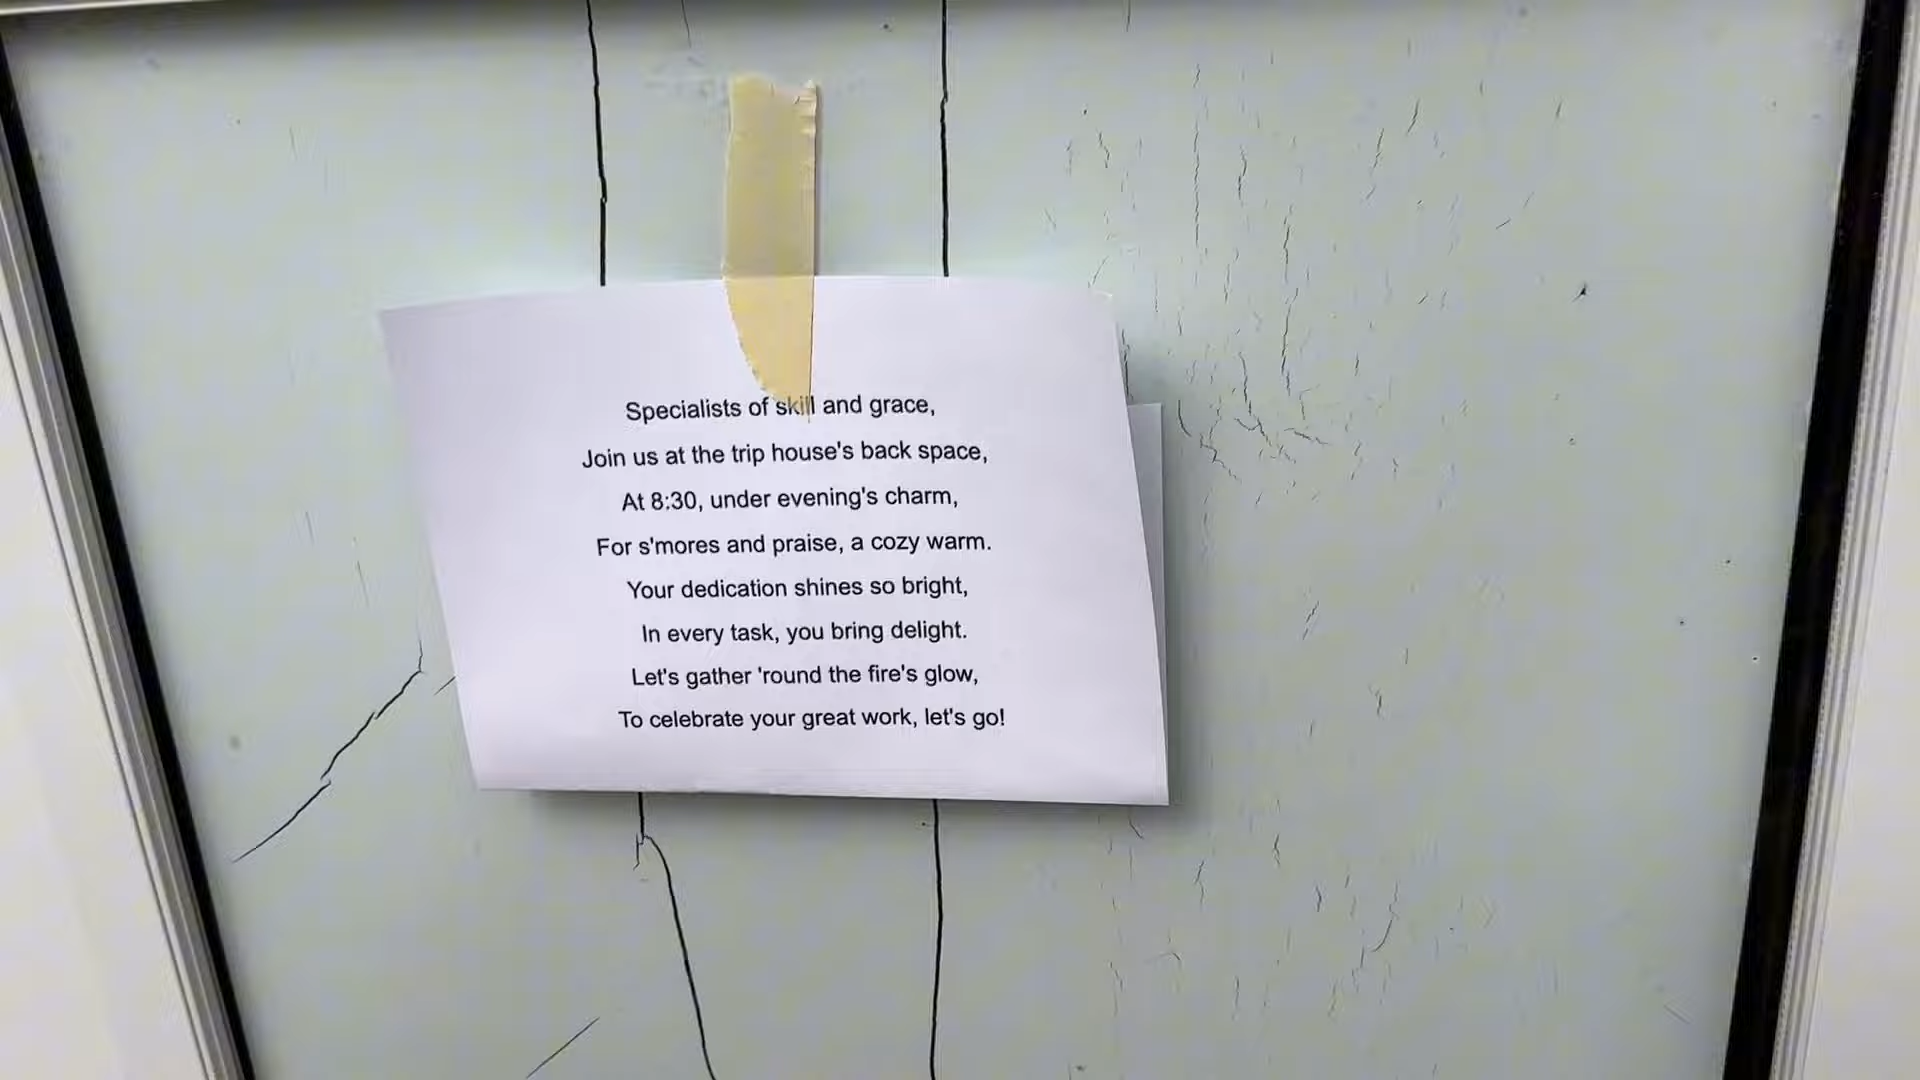 Specialists of skill and grace,
Join us at the trip house's back space,
At 8:30, under evening's charm,
For s'mores and praise, a cozy warm.
Your dedication shines so bright,
In every task, you bring delight.
Let's gather 'round the fire's glow,
To celebrate your great work, let's go!